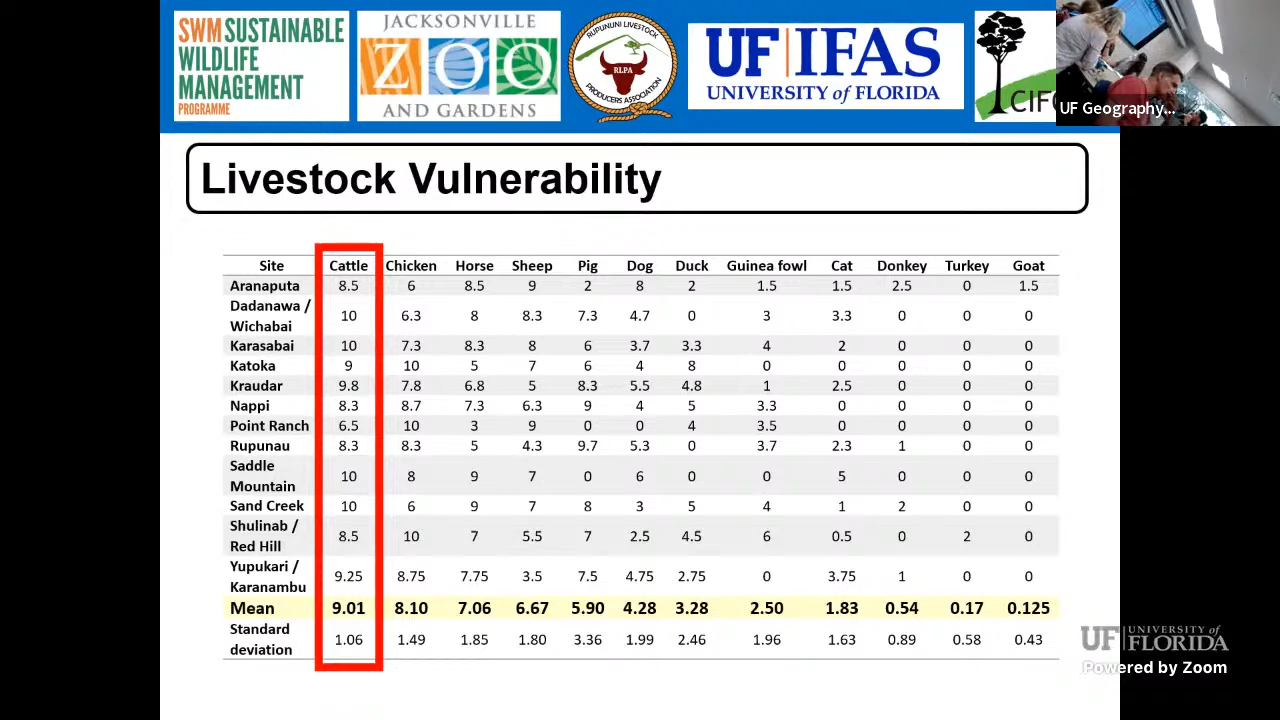 SWM SUSTAINABLE
WILDLIFE
MANAGEMENT
PROGRAMME
JACKSONVILLE
ZOO
AND GARDENS
RUPUNUNI LIVESTOCK
RLPA
PRODUCERS ASSOCIATION
UF IFAS
UNIVERSITY of FLORIDA
CIFO
UF Geography...
Livestock Vulnerability
Site Cattle Chicken Horse Sheep Pig Dog Duck Guinea fowl Cat Donkey Turkey Goat
Aranaputa 8.5 6 8.5 9 2 8 2 1.5 1.5 2.5 0 1.5
Dadanawa /
Wichabai 10 6.3 8 8.3 7.3 4.7 0 3 3.3 0 0 0
Karasabai 10 7.3 8.3 8 6 3.7 3.3 4 2 0 0 0
Katoka 9 10 5 7 6 4 8 0 0 0 0 0
Kraudar 9.8 7.8 6.8 5 8.3 5.5 4.8 1 2.5 0 0 0
Nappi 8.3 8.7 7.3 6.3 9 4 5 3.3 0 0 0 0
Point Ranch 6.5 10 3 9 0 0 4 3.5 0 0 0 0
Rupunau 8.3 8.3 5 4.3 9.7 5.3 0 3.7 2.3 1 0 0
Saddle
Mountain 10 8 9 7 0 6 0 0 5 0 0 0
Sand Creek 10 6 9 7 8 3 5 4 1 2 0 0
Shulinab /
Red Hill 8.5 10 7 5.5 7 2.5 4.5 6 0.5 0 2 0
Yupukari /
Karanambu 9.25 8.75 7.75 3.5 7.5 4.75 2.75 0 3.75 1 0 0
Mean 9.01 8.10 7.06 6.67 5.90 4.28 3.28 2.50 1.83 0.54 0.17 0.125
Standard
deviation 1.06 1.49 1.85 1.80 3.36 1.99 2.46 1.96 1.63 0.89 0.58 0.43
UF UNIVERSITY of
FLORIDA
Powered by Zoom